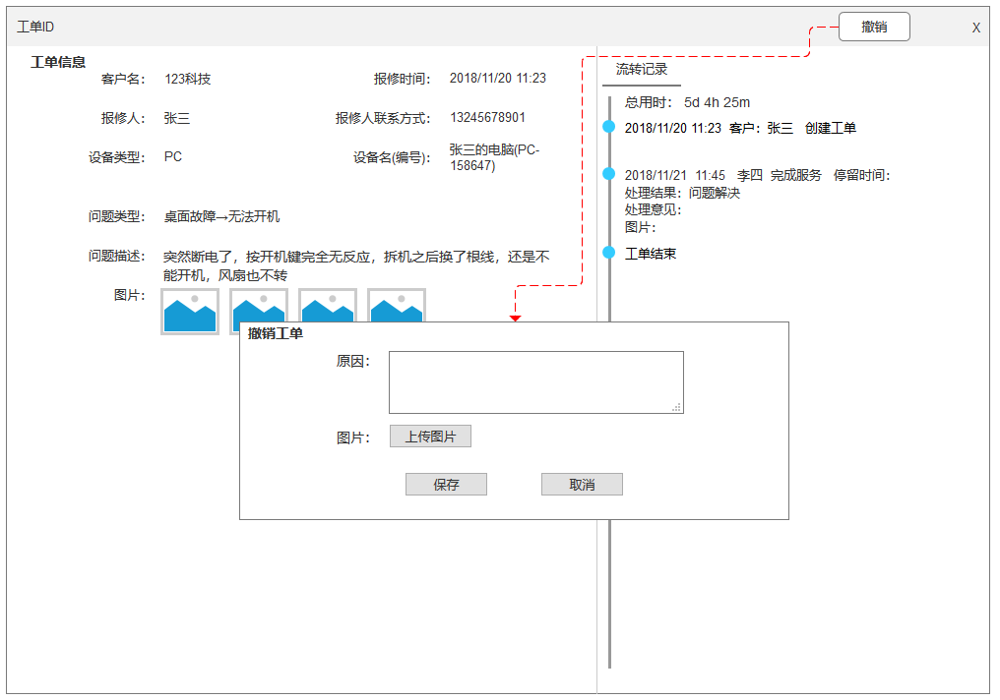 工单ID
撤销
X
工单信息
客户名： 123科技 报修时间： 2018/11/20 11:23
报修人： 张三 报修人联系方式： 13245678901
设备类型： PC 设备名(编号)： 张三的电脑(PC-
158647)
问题类型： 桌面故障→无法开机
问题描述： 突然断电了，按开机键完全无反应，拆机之后换了根线，还是不
能开机，风扇也不转
图片：
流转记录
总用时： 5d 4h 25m
2018/11/20 11:23 客户：张三 创建工单
2018/11/21 11:45 李四 完成服务 停留时间：
处理结果：问题解决
处理意见：
图片：
工单结束
撤销工单
原因：
图片： 上传图片
保存 取消